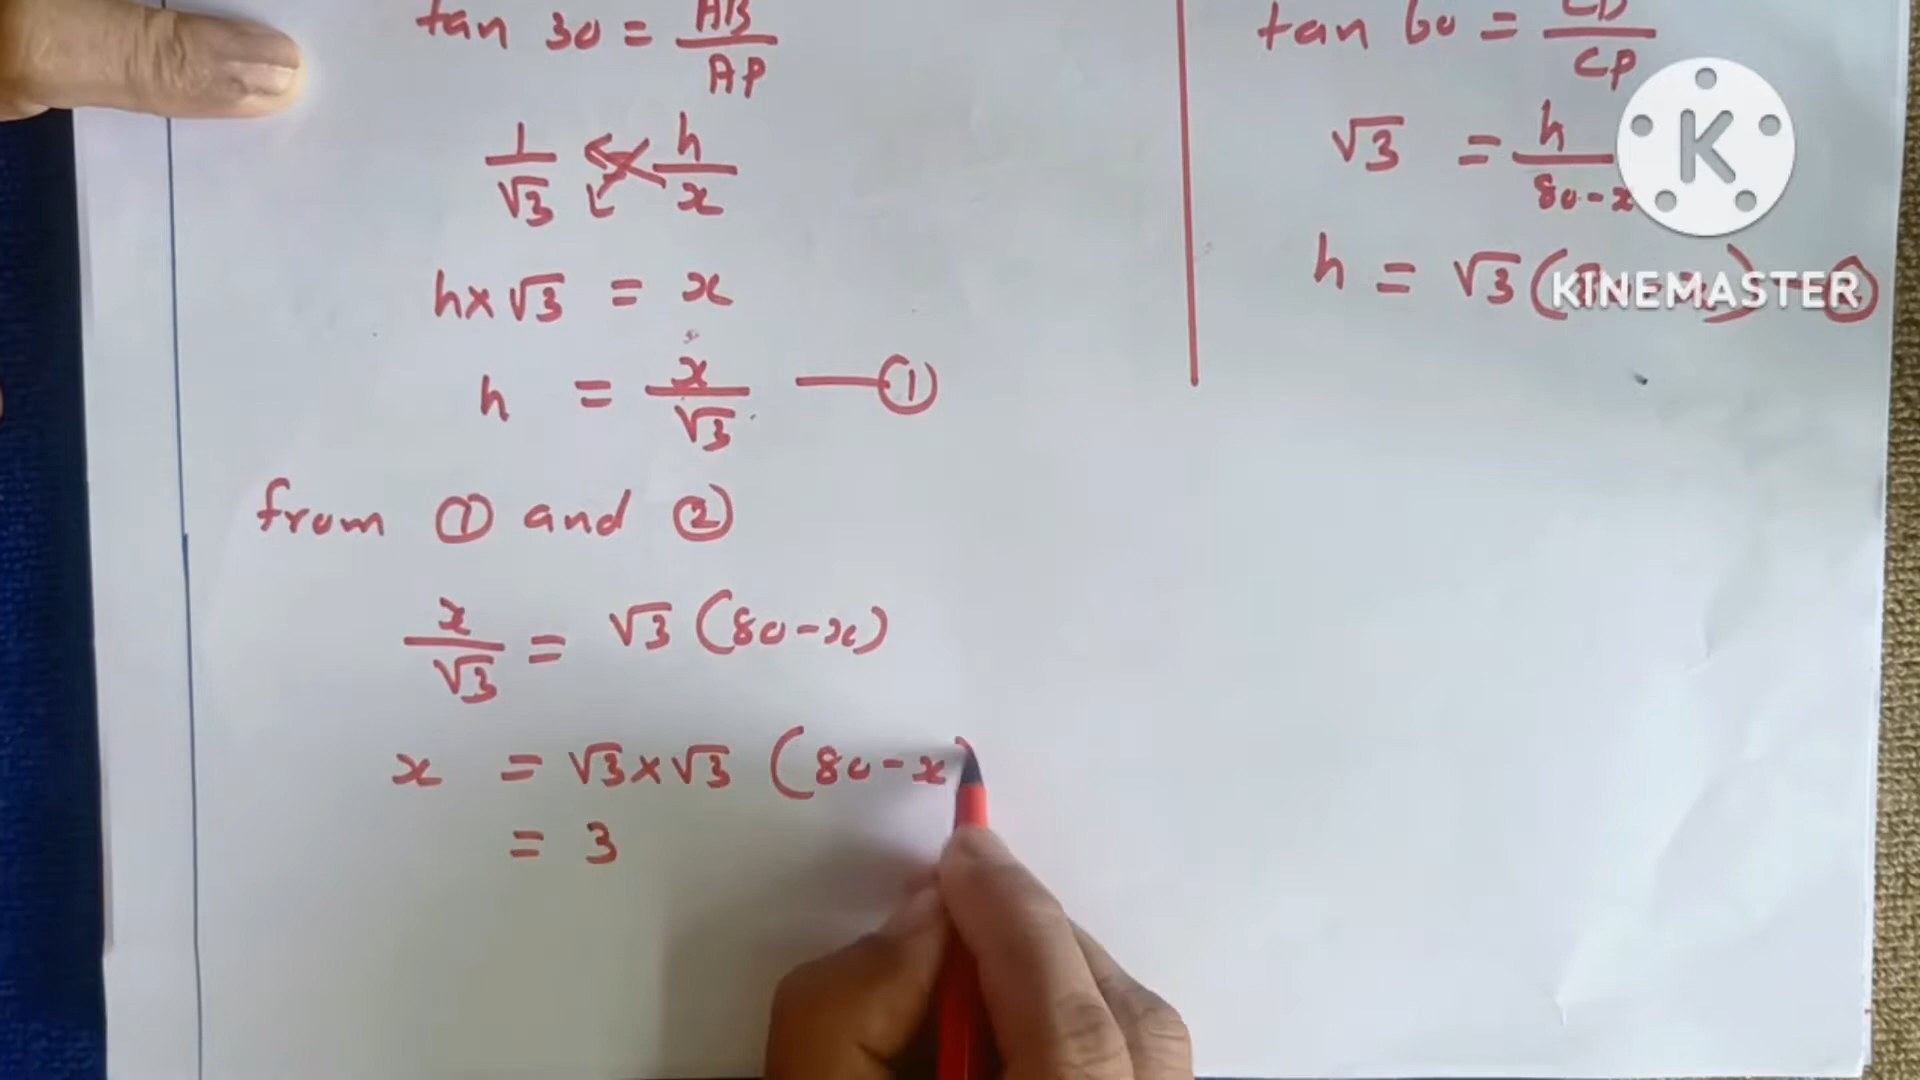 tan 30 = AB/AP
1/√3 h/x
h×√3 = x
h = x/√3 —①
from ① and ②
x/√3 = √3 (80-x)
x = √3×√3 (80-x)
= 3
tan 60 = CD/CP
√3 = h/80-x
K
h = √3 (
KINEMASTER